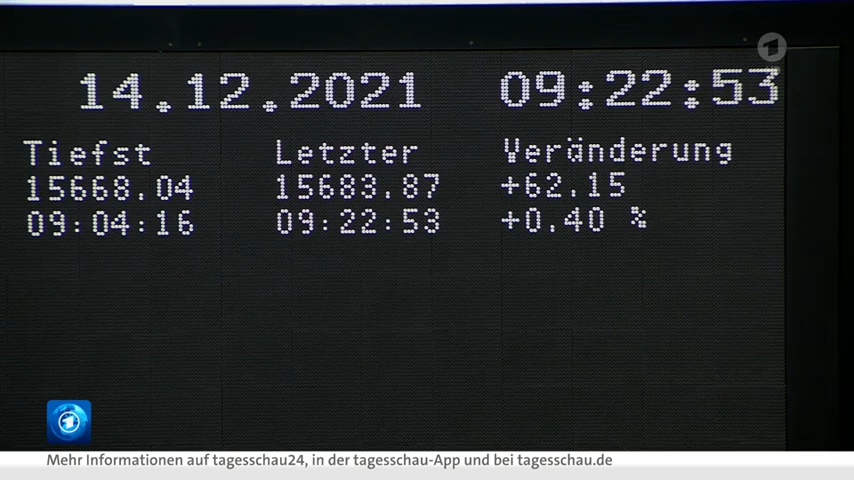 14.12.2021 09:22:53
Tiefst Letzter Veränderung
15668.04 15683.87 +62.15
09:04:16 09:22:53 +0.40 %
Mehr Informationen auf tagesschau24, in der tagesschau-App und bei tagesschau.de